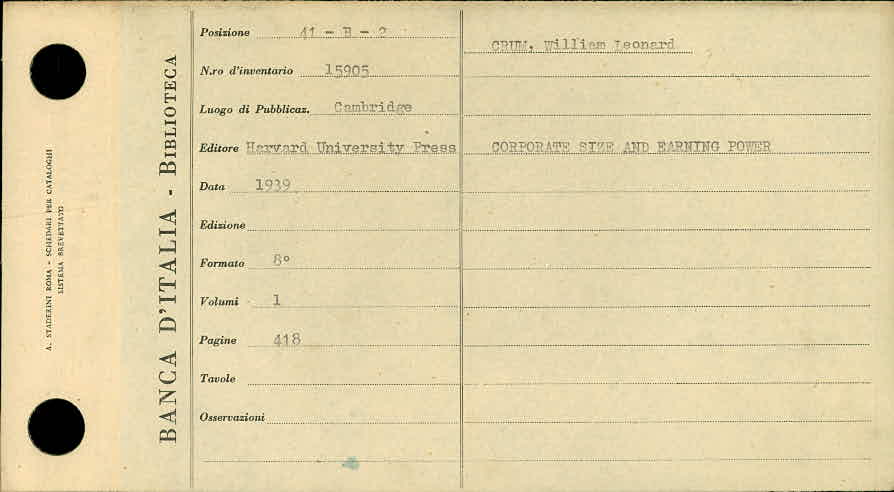 A. STADERINI ROMA - SCHEDARI PER CATALOGHI
SISTEMA BREVETTATO
BANCA D'ITALIA - BIBLIOTECA
Posizione 41 - B - 2
N.ro d'inventario 15905
Luogo di Pubblicaz. Cambridge
Editore Harvard University Press
Data 1939
Edizione
Formato 8°
Volumi 1
Pagine 418
Tavole
Osservazioni
CRUM, William Leonard
CORPORATE SIZE AND EARNING POWER